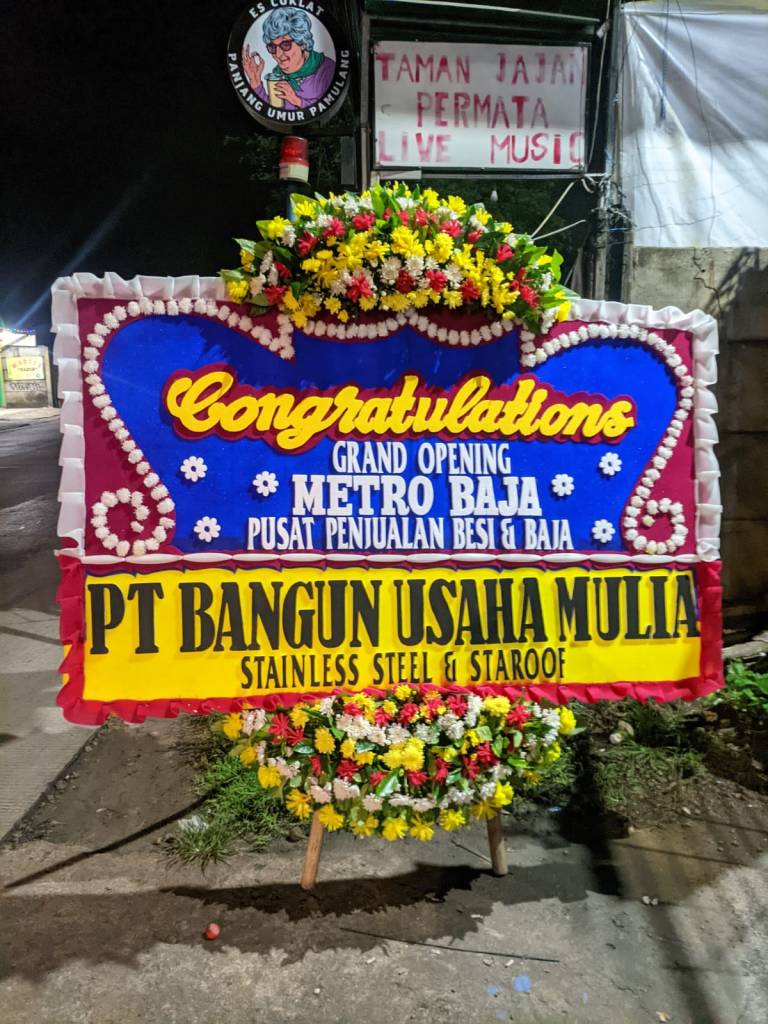 ES COKLAT
PANJANG UMUR PAMULANG
TAMAN JAJAN
PERMATA
LIVE MUSIC
Congratulations
GRAND OPENING
METRO BAJA
PUSAT PENJUALAN BESI & BAJA
PT BANGUN USAHA MULIA
STAINLESS STEEL & STAROOF